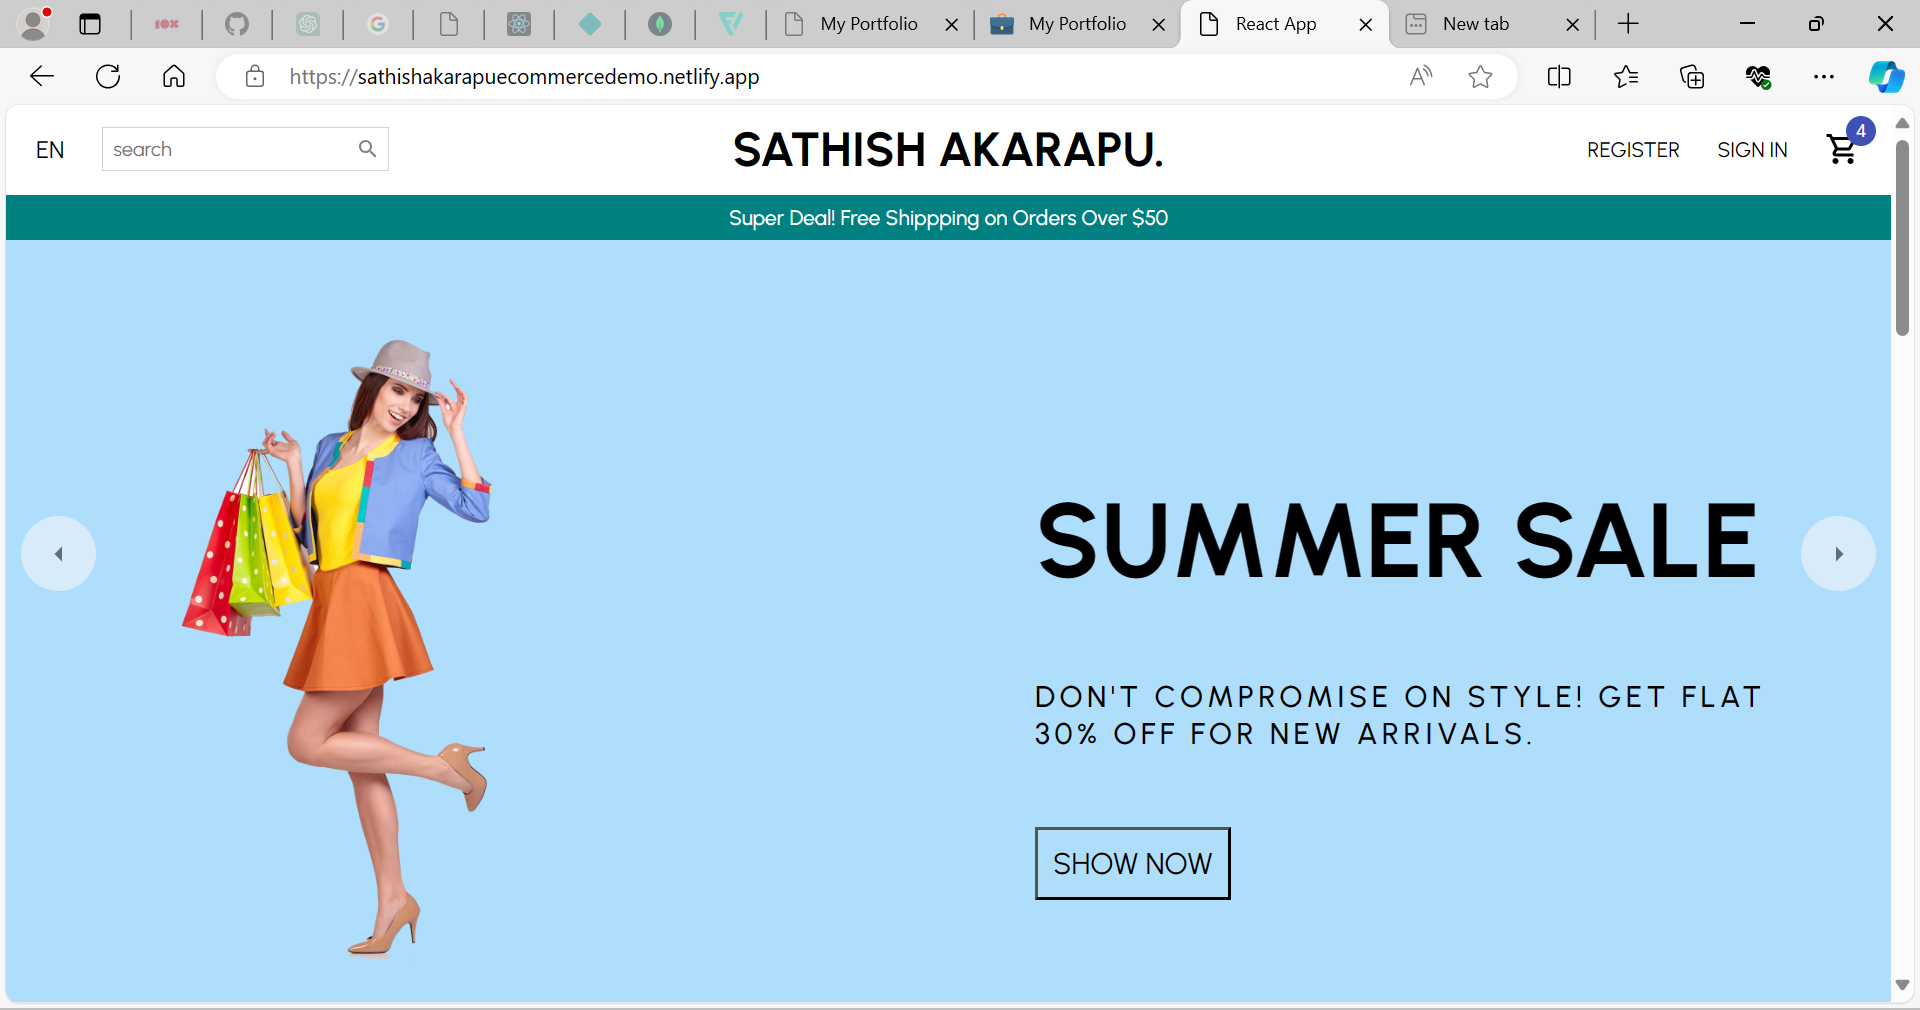 10X
My Portfolio
My Portfolio
React App
New tab
https://sathishakarapuecommercedemo.netlify.app
EN
search
SATHISH AKARAPU.
REGISTER
SIGN IN
4
Super Deal! Free Shippping on Orders Over $50
SUMMER SALE
DON'T COMPROMISE ON STYLE! GET FLAT
30% OFF FOR NEW ARRIVALS.
SHOW NOW